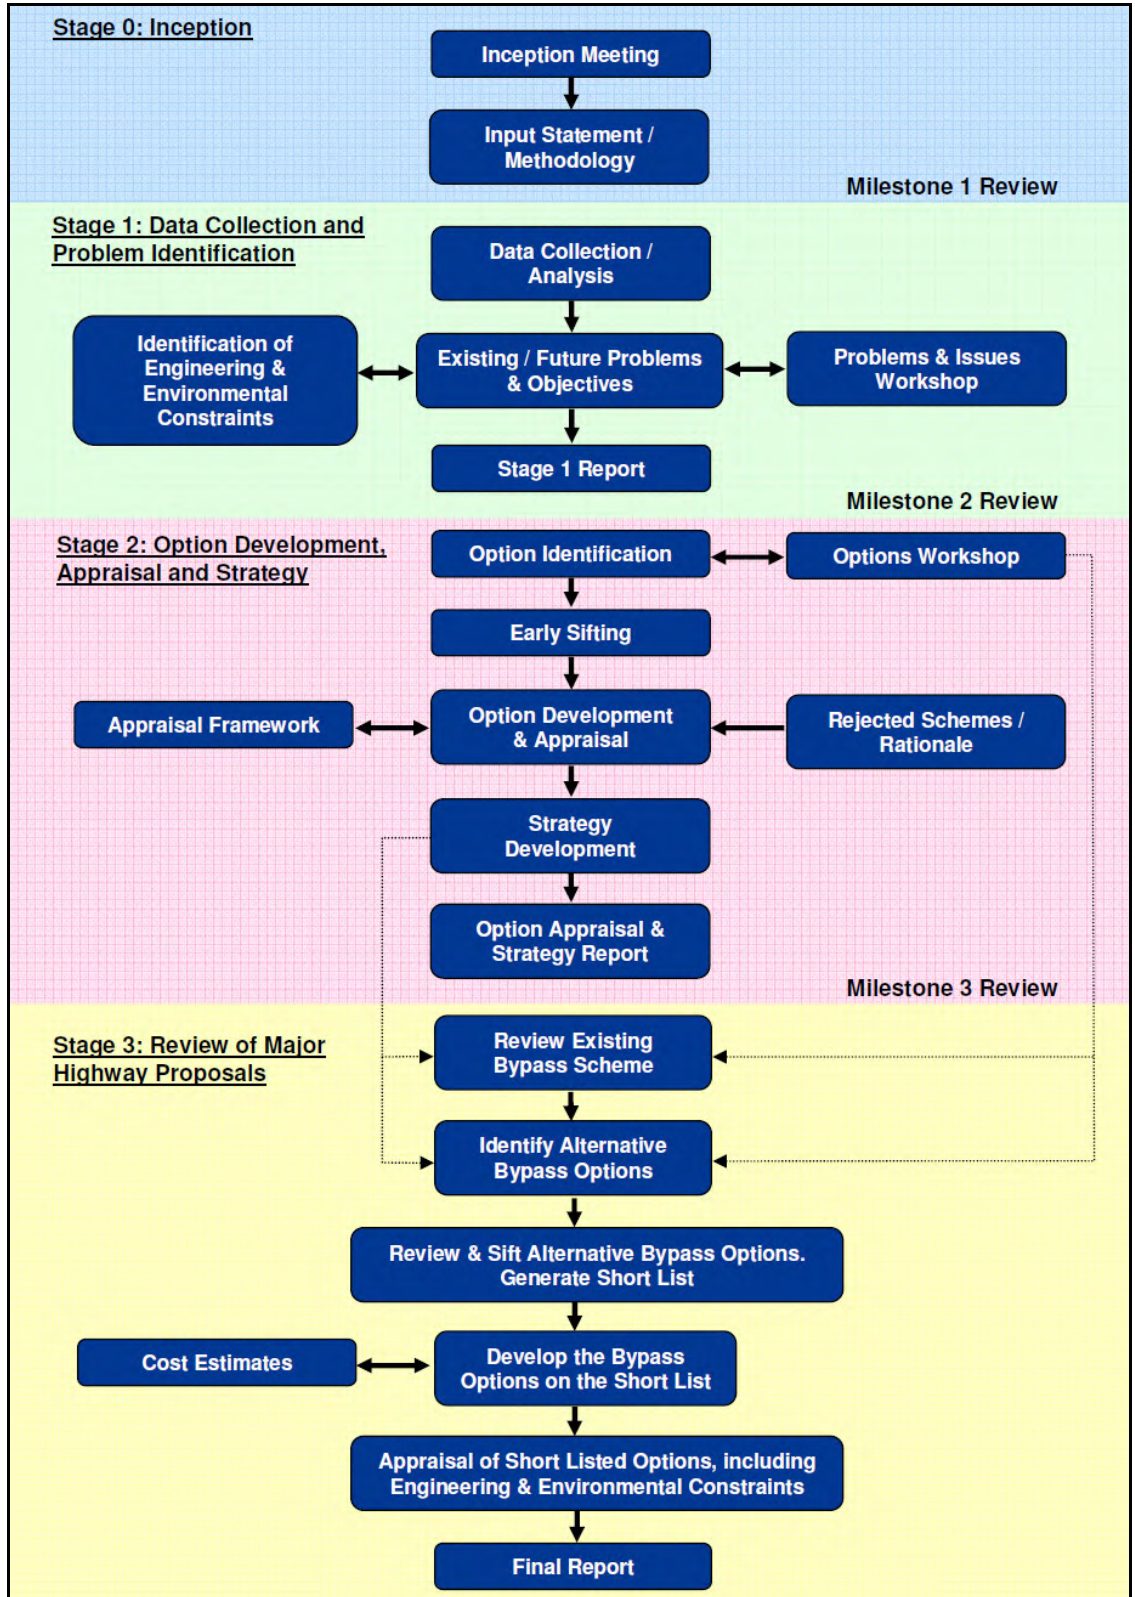 Stage 0: Inception
Inception Meeting
Input Statement /
Methodology
Milestone 1 Review
Stage 1: Data Collection and
Problem Identification
Data Collection /
Analysis
Identification of
Engineering &
Environmental
Constraints
Existing / Future Problems
& Objectives
Problems & Issues
Workshop
Stage 1 Report
Milestone 2 Review
Stage 2: Option Development,
Appraisal and Strategy
Option Identification
Options Workshop
Early Sifting
Appraisal Framework
Option Development
& Appraisal
Rejected Schemes /
Rationale
Strategy
Development
Option Appraisal &
Strategy Report
Milestone 3 Review
Stage 3: Review of Major
Highway Proposals
Review Existing
Bypass Scheme
Identify Alternative
Bypass Options
Review & Sift Alternative Bypass Options.
Generate Short List
Cost Estimates
Develop the Bypass
Options on the Short List
Appraisal of Short Listed Options, including
Engineering & Environmental Constraints
Final Report